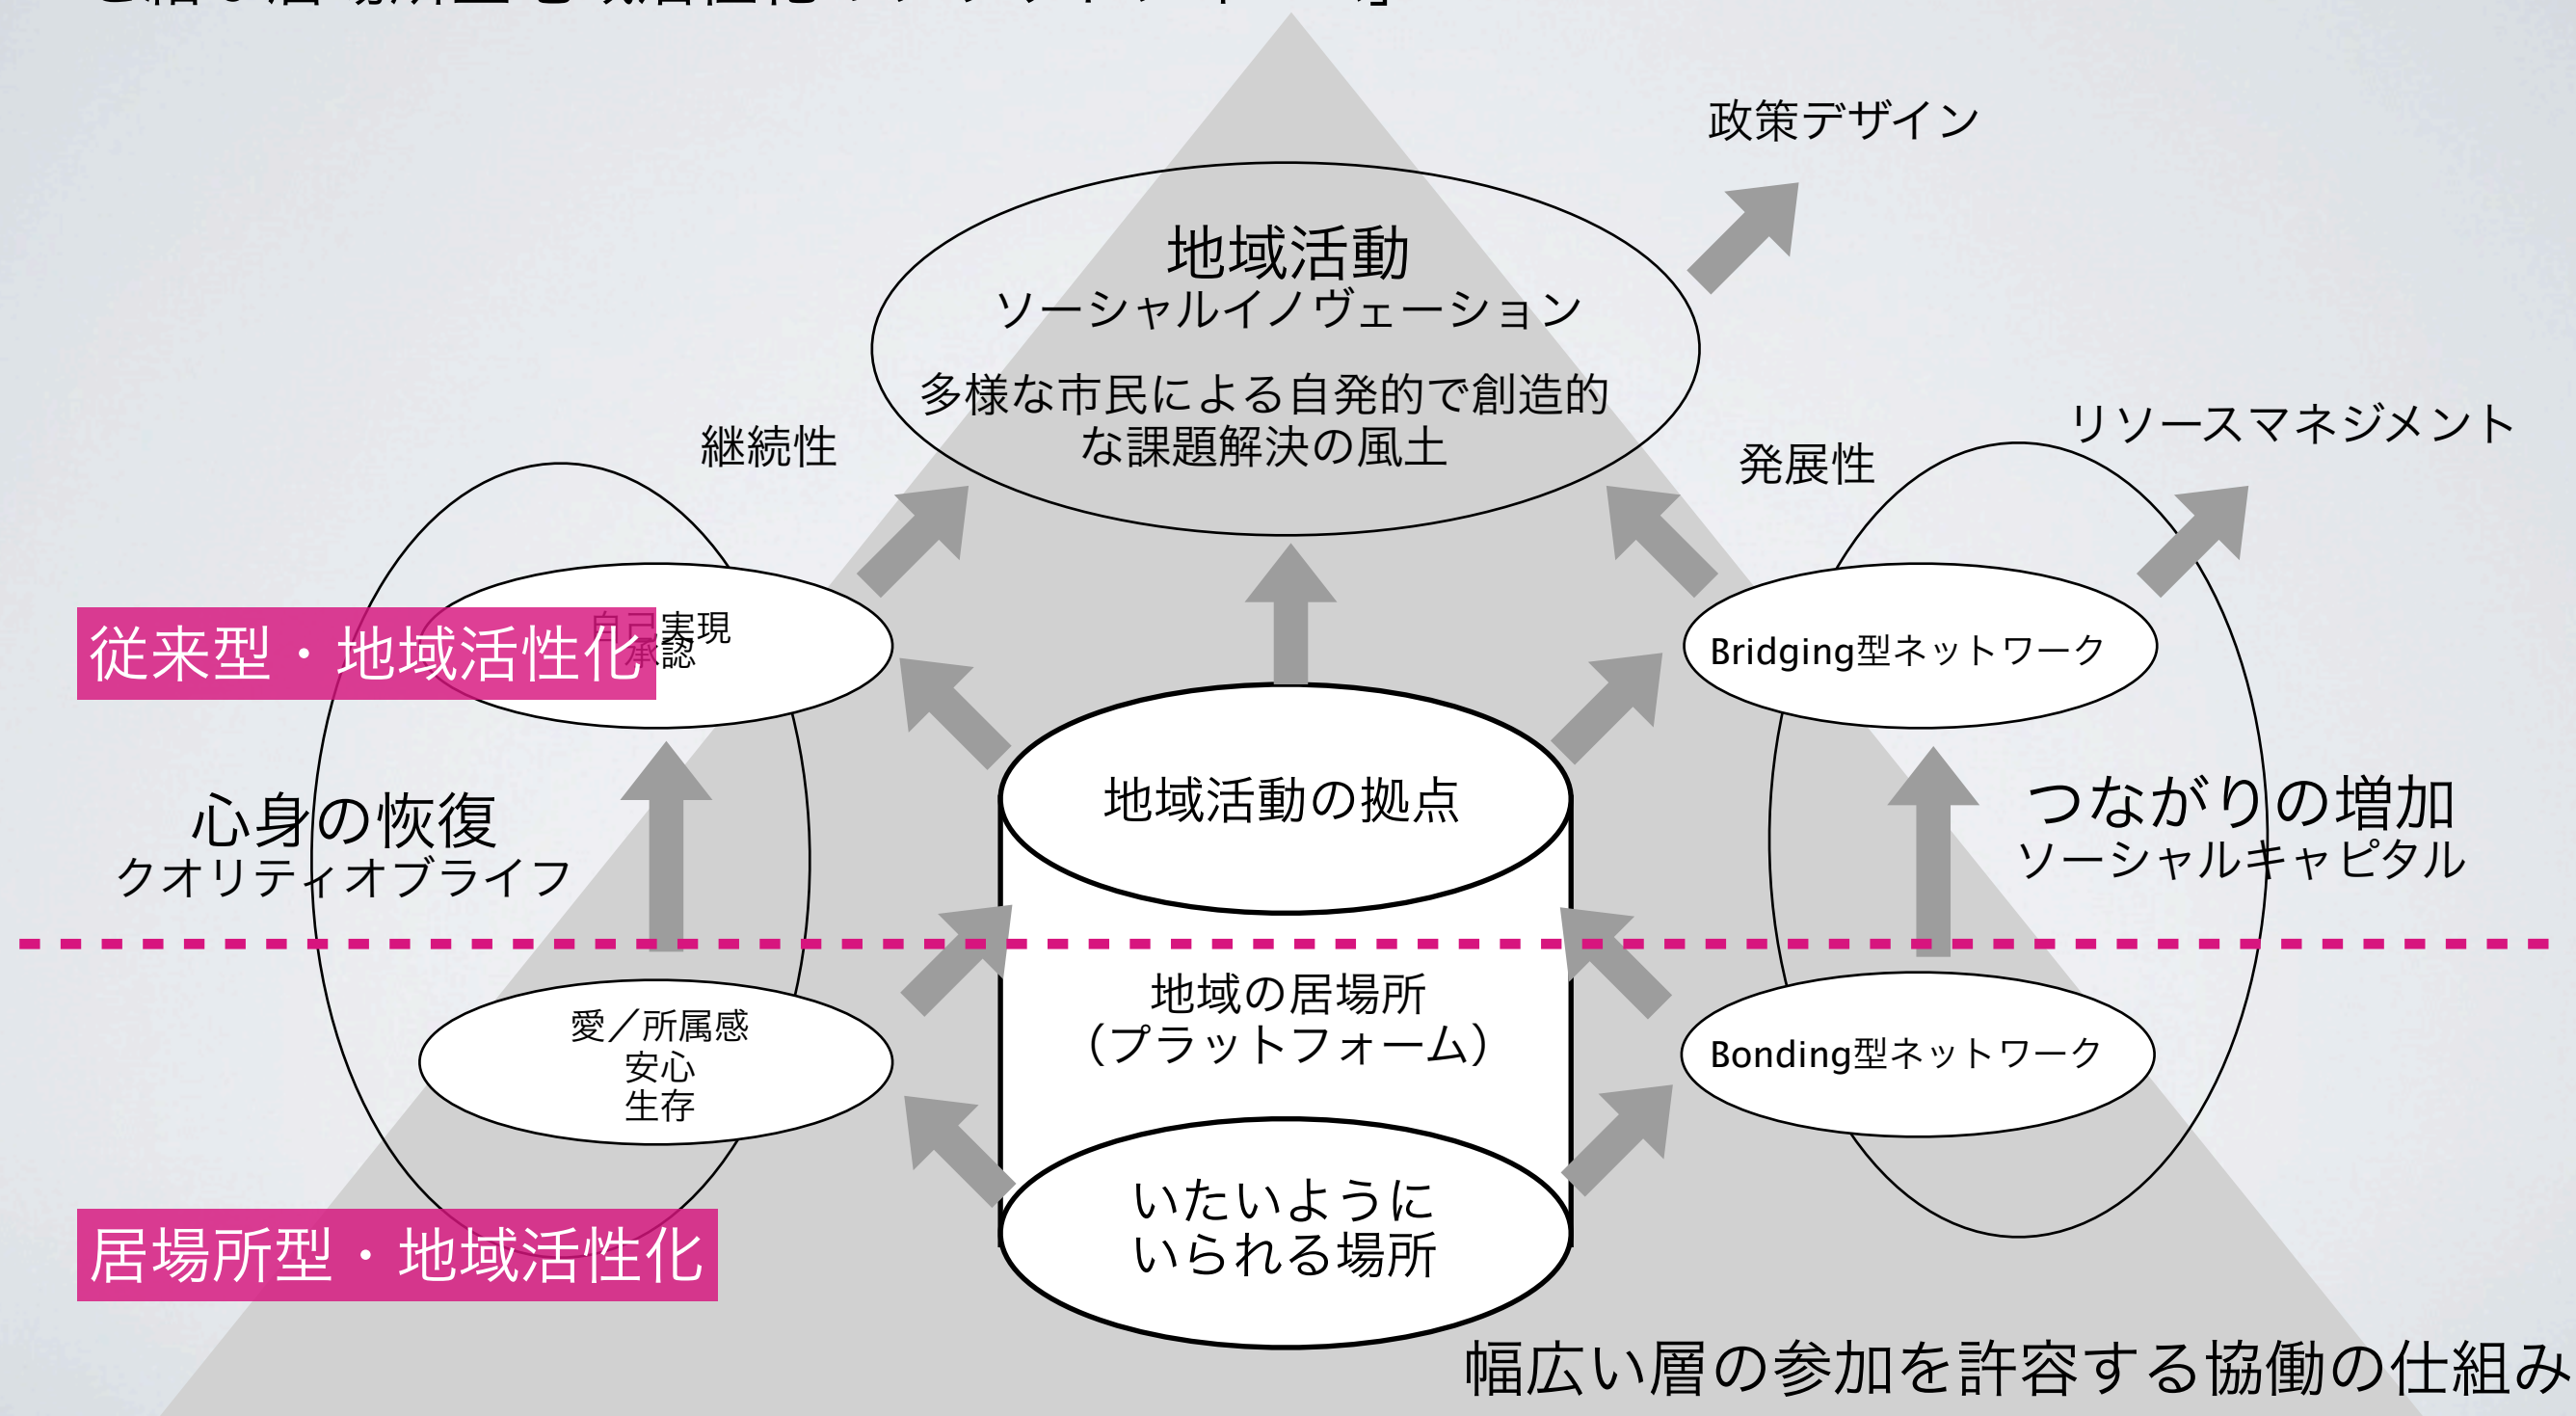 政策デザイン
地域活動
ソーシャルイノヴェーション
多様な市民による自発的で創造的
な課題解決の風土
継続性
発展性
リソースマネジメント
従来型・地域活性化
自己実現
承認
Bridging型ネットワーク
地域活動の拠点
心身の恢復
クオリティオブライフ
つながりの増加
ソーシャルキャピタル
地域の居場所
（プラットフォーム）
愛／所属感
安心
生存
Bonding型ネットワーク
いたいように
いられる場所
居場所型・地域活性化
幅広い層の参加を許容する協働の仕組み